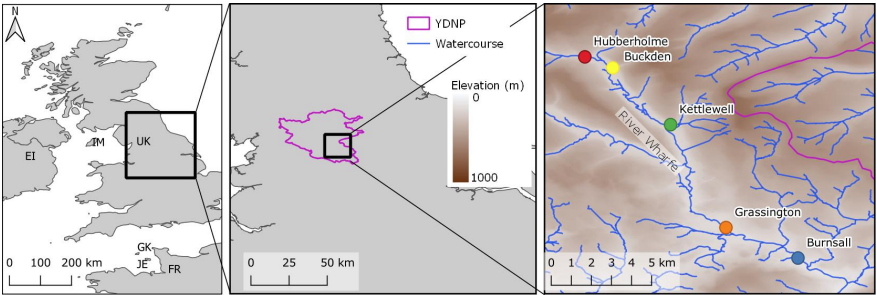 N
EI
IM
UK
GK
JE
FR
0 100 200 km
YDNP
Watercourse
Elevation (m)
0
1000
0 25 50 km
Hubberholme
Buckden
Kettlewell
River Wharfe
Grassington
Burnsall
0 1 2 3 4 5 km